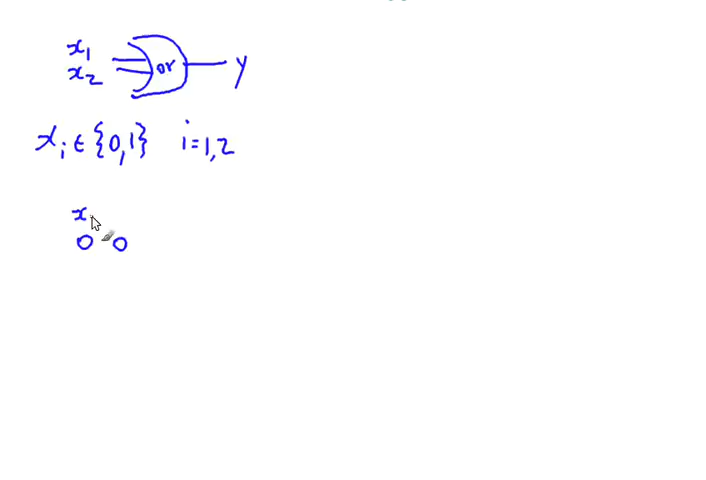 x₁
x₂ or y
xᵢ ∈ {0,1} i=1,2
x
0 0